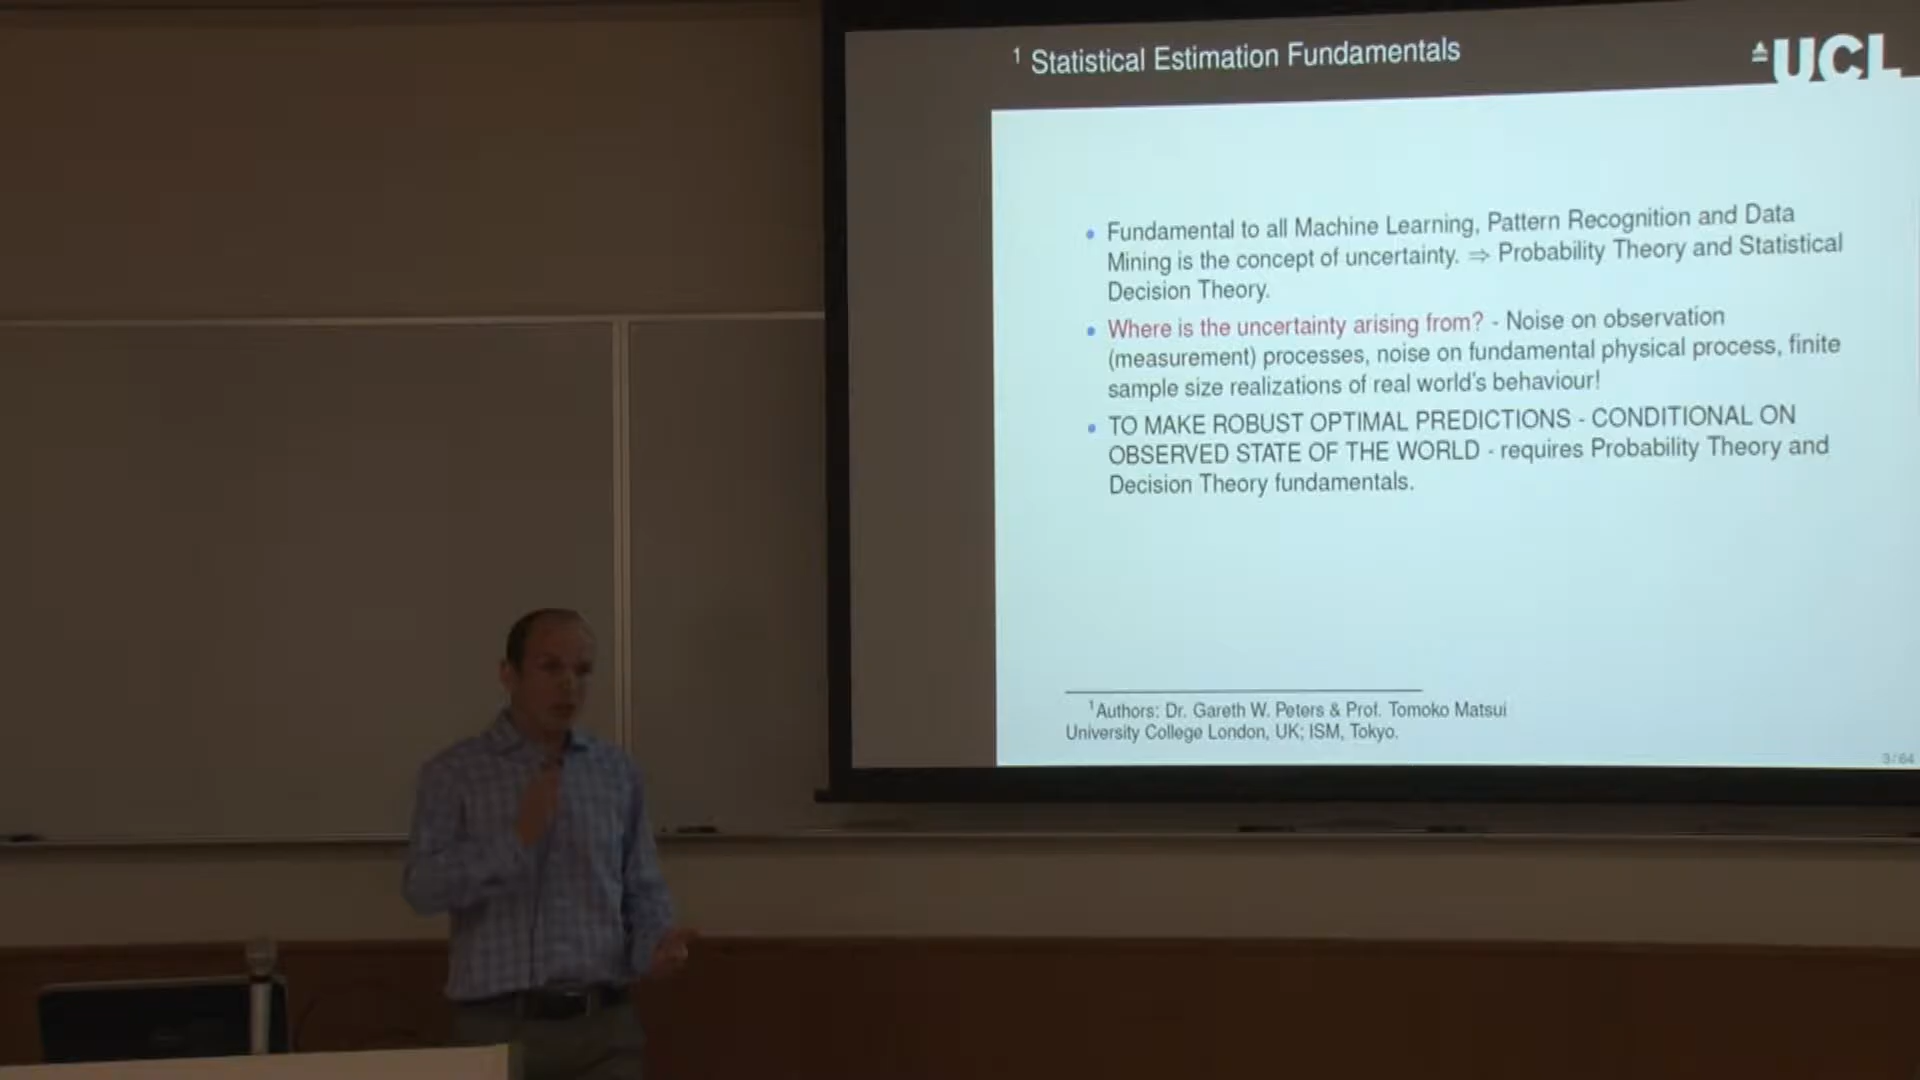 ¹ Statistical Estimation Fundamentals
UCL
• Fundamental to all Machine Learning, Pattern Recognition and Data
Mining is the concept of uncertainty. ⇒ Probability Theory and Statistical
Decision Theory.
• Where is the uncertainty arising from? - Noise on observation
(measurement) processes, noise on fundamental physical process, finite
sample size realizations of real world's behaviour!
• TO MAKE ROBUST OPTIMAL PREDICTIONS - CONDITIONAL ON
OBSERVED STATE OF THE WORLD - requires Probability Theory and
Decision Theory fundamentals.
¹Authors: Dr. Gareth W. Peters & Prof. Tomoko Matsui
University College London, UK; ISM, Tokyo.
3/64